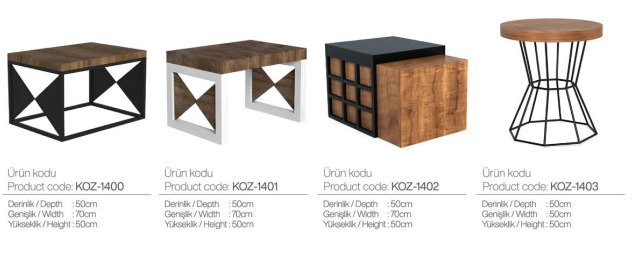 Ürün kodu
Product code: KOZ-1400
Derinlik / Depth : 50cm
Genişlik / Width : 70cm
Yükseklik / Height : 50cm
Ürün kodu
Product code: KOZ-1401
Derinlik / Depth : 50cm
Genişlik / Width : 70cm
Yükseklik / Height : 50cm
Ürün kodu
Product code: KOZ-1402
Derinlik / Depth : 50cm
Genişlik / Width : 70cm
Yükseklik / Height : 50cm
Ürün kodu
Product code: KOZ-1403
Derinlik / Depth : 50cm
Genişlik / Width : 50cm
Yükseklik / Height : 50cm